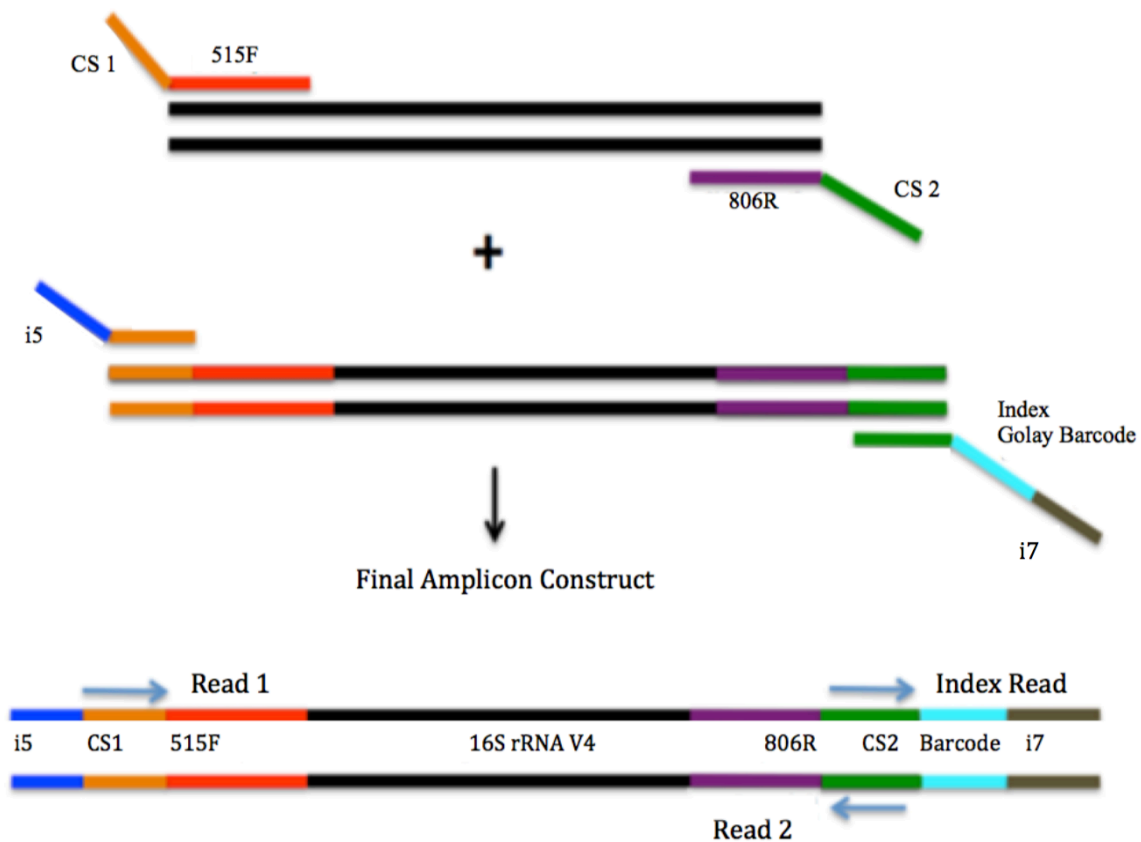 CS 1
515F
806R
CS 2
+
i5
Index
Golay Barcode
i7
Final Amplicon Construct
Read 1
Index Read
i5 CS1 515F 16S rRNA V4 806R CS2 Barcode i7
Read 2